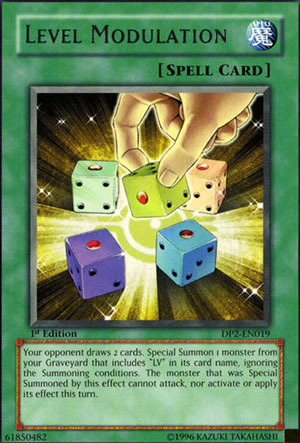 LEVEL MODULATION
魔
[SPELL CARD]
1st Edition
DP2-EN019
Your opponent draws 2 cards. Special Summon 1 monster from
your Graveyard that includes "LV" in its card name, ignoring
the Summoning conditions. The monster that was Special
Summoned by this effect cannot attack, nor activate or apply
its effect this turn.
61850482
©1996 KAZUKI TAKAHASHI